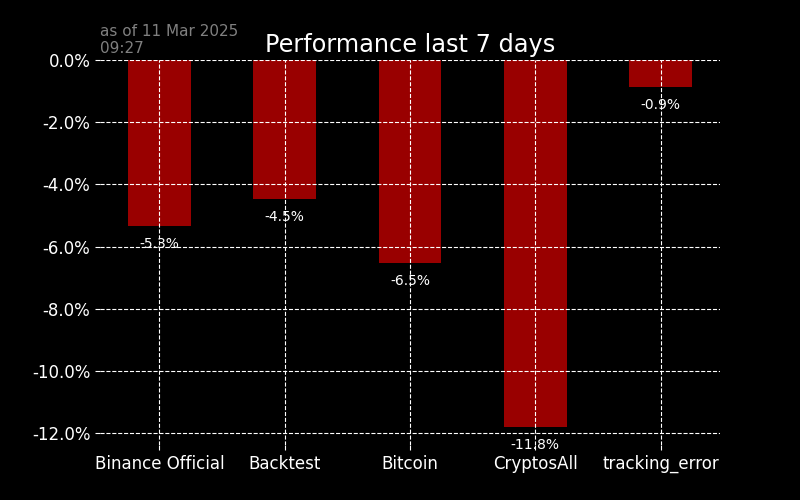 as of 11 Mar 2025
09:27
Performance last 7 days
0.0%
-2.0%
-4.0%
-6.0%
-8.0%
-10.0%
-12.0%
-5.3%
-4.5%
-6.5%
-11.8%
-0.9%
Binance Official
Backtest
Bitcoin
CryptosAll
tracking_error